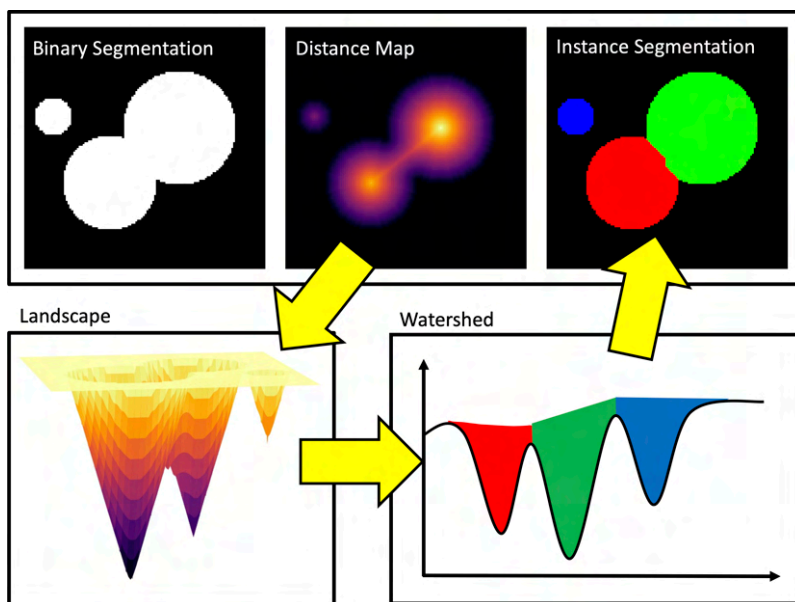 Binary Segmentation
Distance Map
Instance Segmentation
Landscape
Watershed